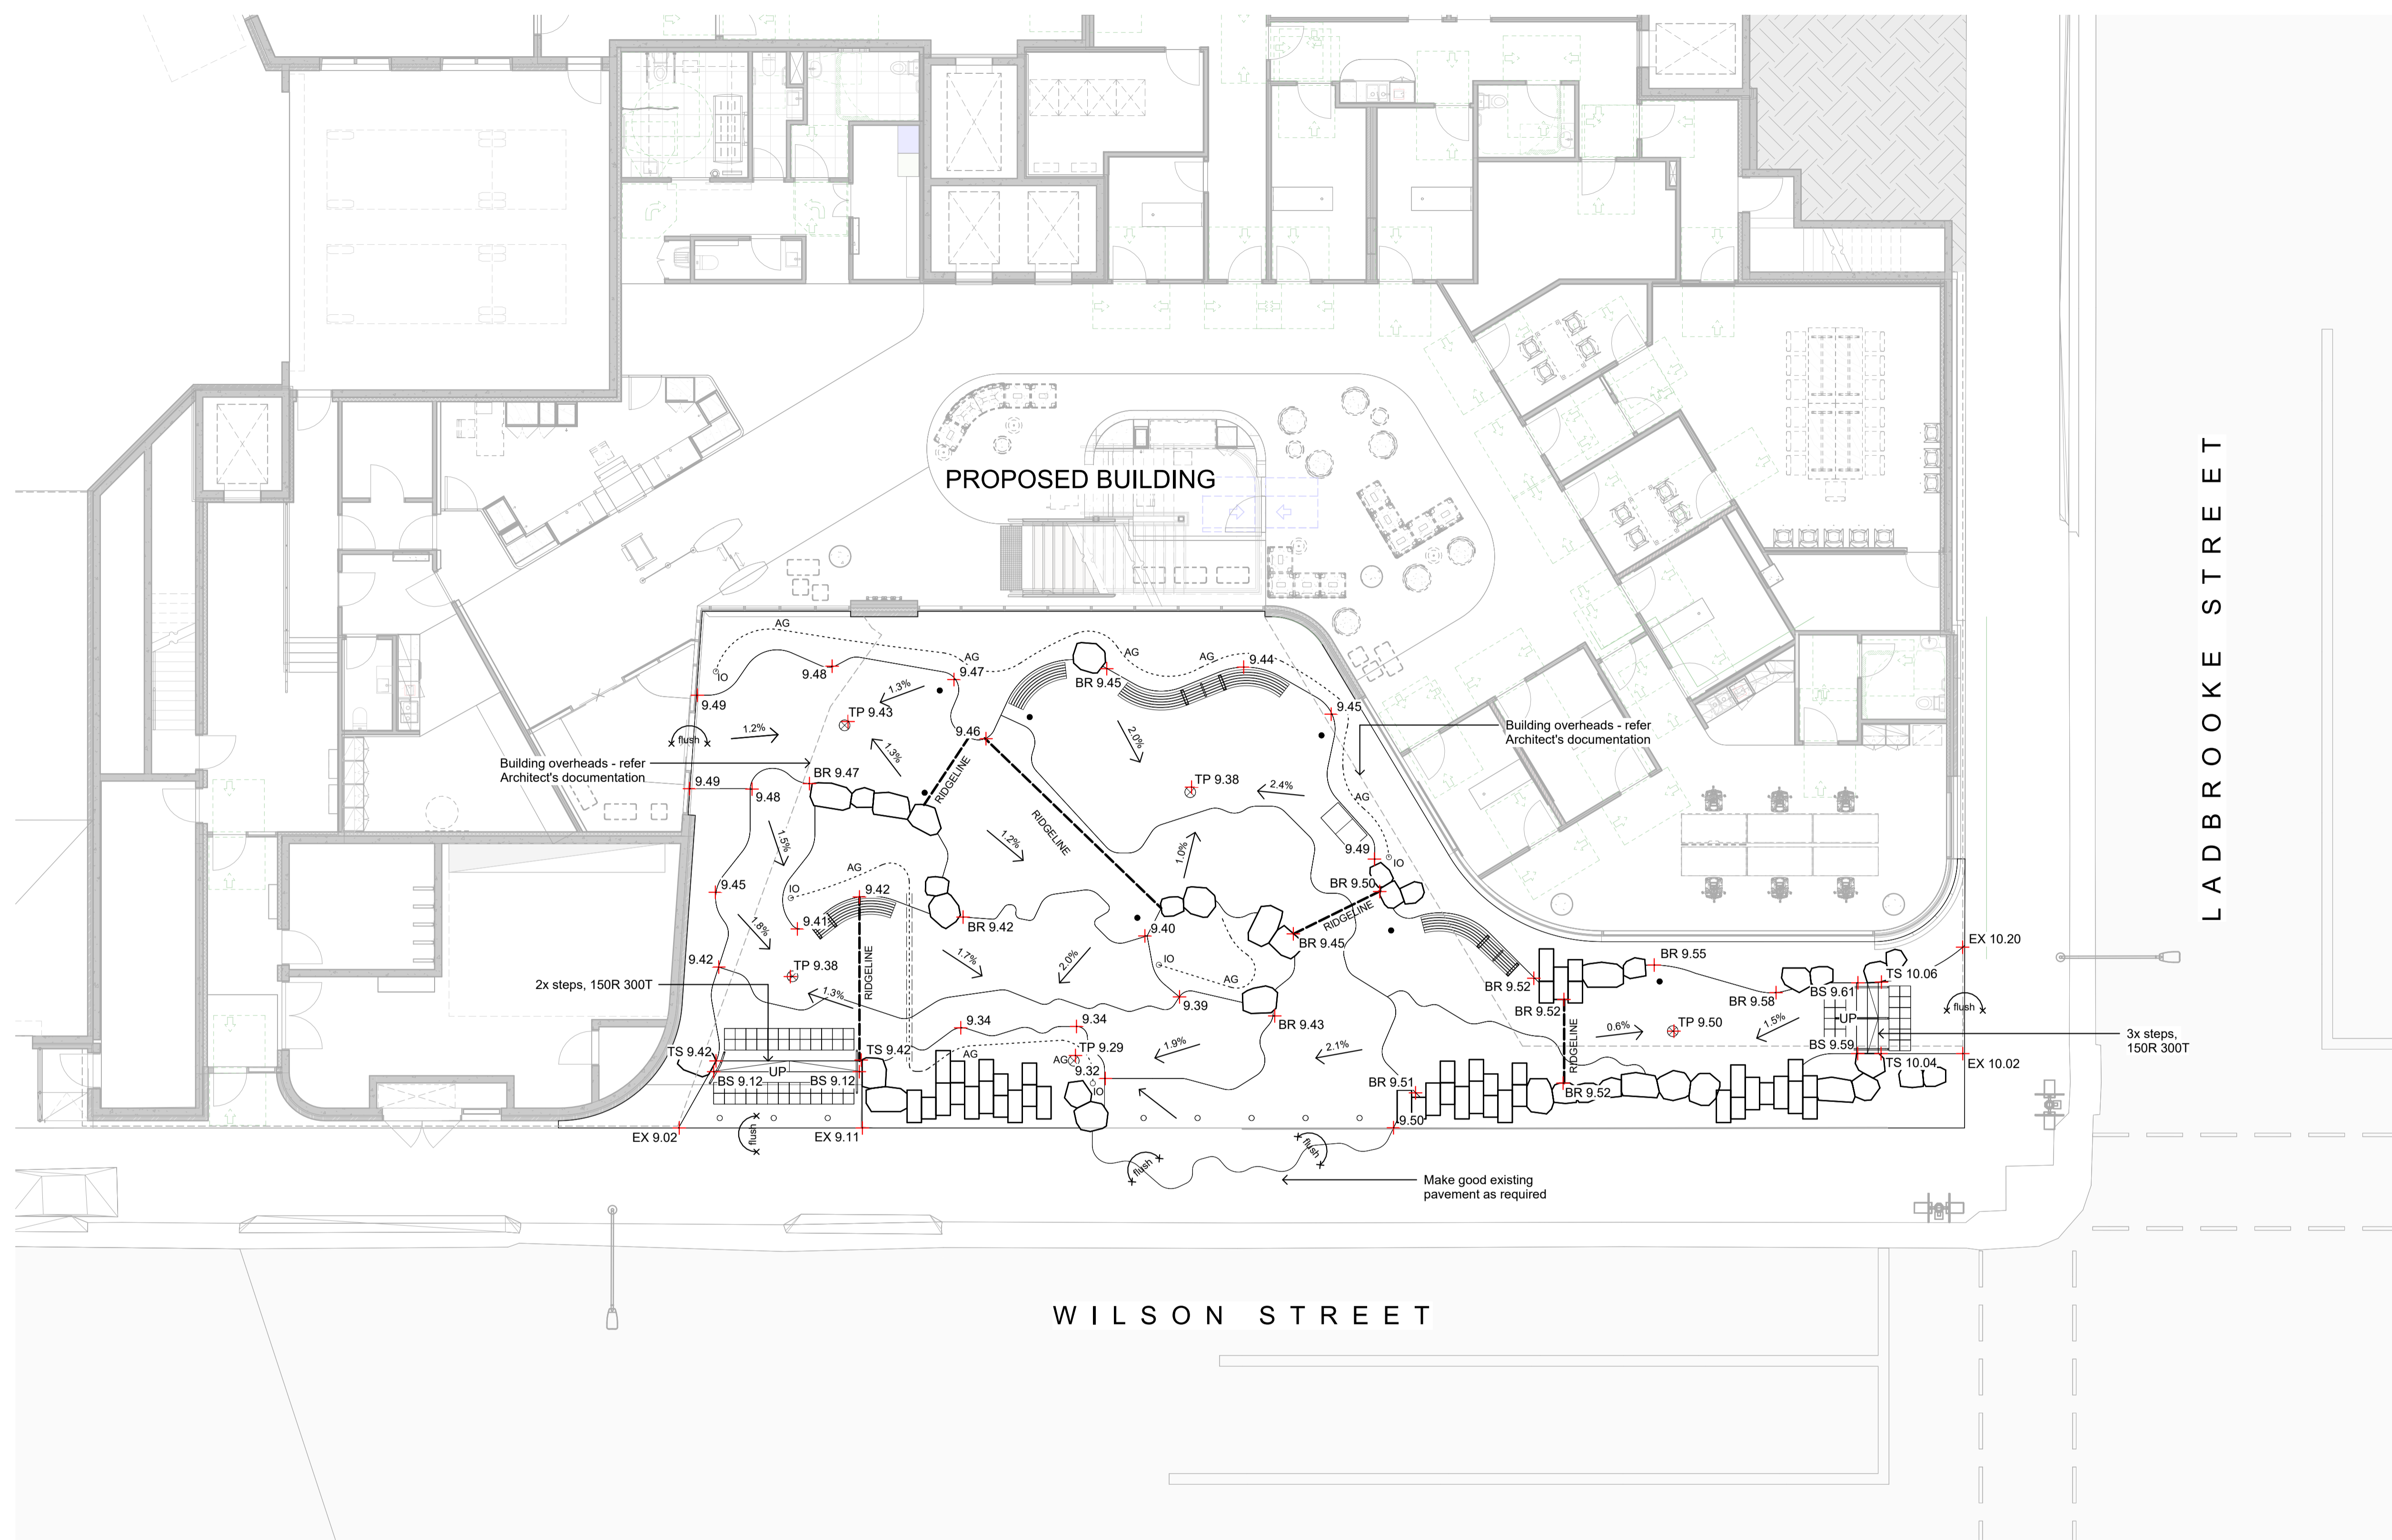 PROPOSED BUILDING
LADBROOKE STREET
AG
AG
AG
AG
9.44
9.47
9.48
BR 9.45
IO
1.3%
9.49
9.45
TP 9.43
2.0%
Building overheads - refer
Architect's documentation
1.2%
flush
9.46
1.3%
Building overheads - refer
Architect's documentation
RIDGELINE
BR 9.47
TP 9.38
2.4%
9.49
9.48
AG
RIDGELINE
1.5%
1.2%
1.0%
9.49
IO
AG
9.45
IO
9.42
BR 9.50
RIDGELINE
1.8%
9.41
BR 9.42
9.40
BR 9.45
EX 10.20
1.7%
2.0%
IO
AG
BR 9.55
9.42
TP 9.38
RIDGELINE
TS 10.06
2x steps, 150R 300T
BR 9.52
BS 9.61
1.3%
9.39
BR 9.58
BR 9.52
flush
9.34
9.34
BR 9.43
UP
0.6%
TP 9.50
1.5%
3x steps,
150R 300T
RIDGELINE
TS 9.42
TS 9.42
AG
TP 9.29
AG
1.9%
2.1%
BS 9.59
TS 10.04
EX 10.02
UP
9.32
BS 9.12
BS 9.12
IO
BR 9.51
BR 9.52
EX 9.02
flush
EX 9.11
9.50
flush
flush
Make good existing
pavement as required
WILSON STREET